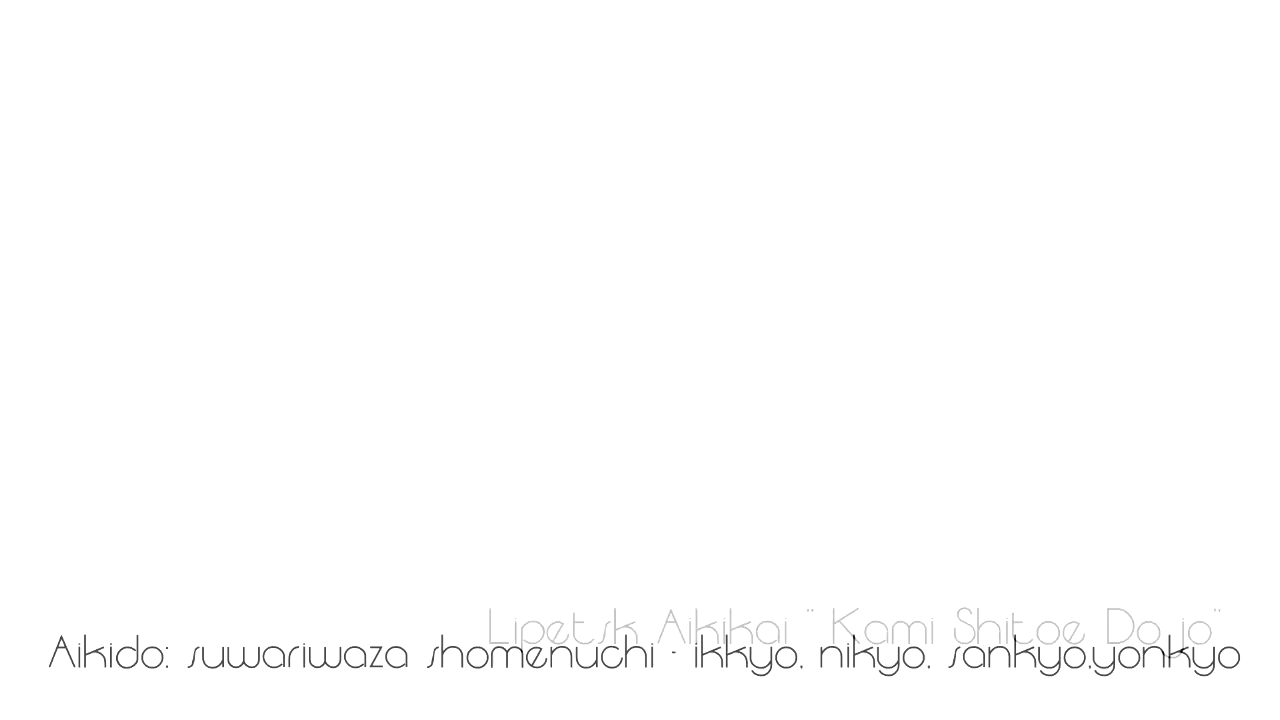 Lipetsk Aikikai " Kami Shitoe Dojo "
Aikido: suwariwaza shomenuchi - ikkyo, nikyo, sankyo,yonkyo